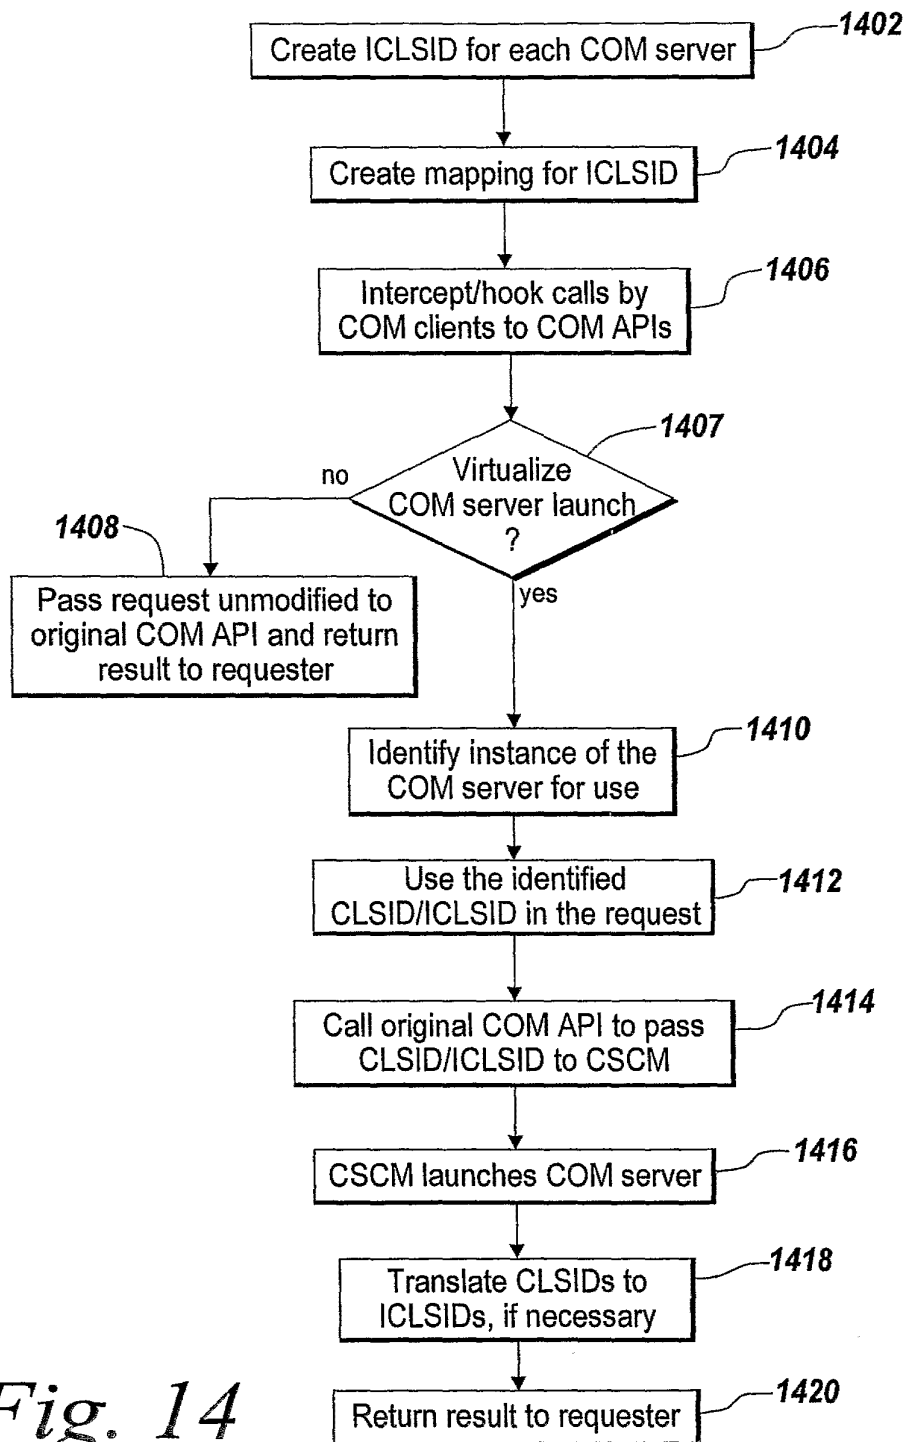 1402
Create ICLSID for each COM server
1404
Create mapping for ICLSID
1406
Intercept/hook calls by
COM clients to COM APIs
1407
Virtualize
COM server launch
?
no
yes
1408
Pass request unmodified to
original COM API and return
result to requester
1410
Identify instance of the
COM server for use
1412
Use the identified
CLSID/ICLSID in the request
1414
Call original COM API to pass
CLSID/ICLSID to CSCM
1416
CSCM launches COM server
1418
Translate CLSIDs to
ICLSIDs, if necessary
1420
Return result to requester
Fig. 14